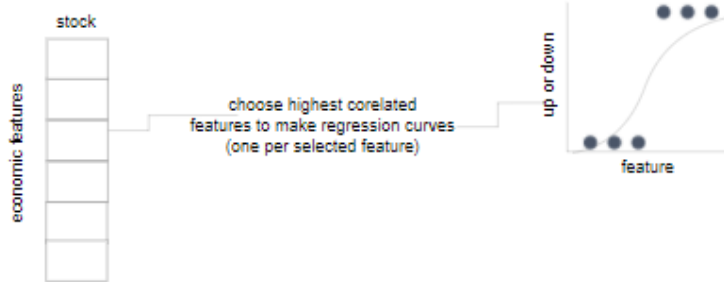 stock
economic features
choose highest corelated
features to make regression curves
(one per selected feature)
up or down
feature